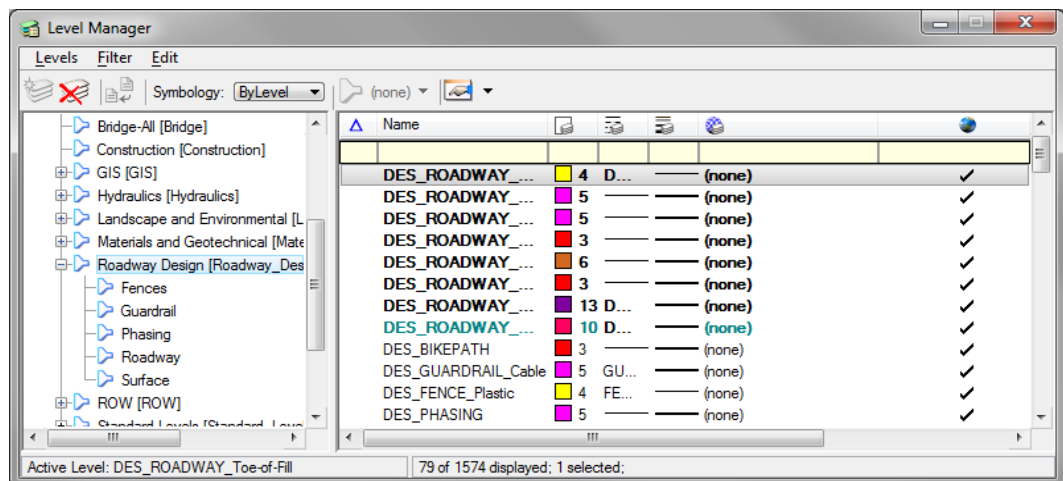 Level Manager
Levels Filter Edit
Symbology: ByLevel (none)
Bridge-All [Bridge]
Construction [Construction]
GIS [GIS]
Hydraulics [Hydraulics]
Landscape and Environmental [L
Materials and Geotechnical [Mate
Roadway Design [Roadway_Des
Fences
Guardrail
Phasing
Roadway
Surface
ROW [ROW]
Standard Levels [Standard_Level
Name
DES_ROADWAY_... 4 D... (none)
DES_ROADWAY_... 5 (none)
DES_ROADWAY_... 5 (none)
DES_ROADWAY_... 3 (none)
DES_ROADWAY_... 6 (none)
DES_ROADWAY_... 3 (none)
DES_ROADWAY_... 13 D... (none)
DES_ROADWAY_... 10 D... (none)
DES_BIKEPATH 3 (none)
DES_GUARDRAIL_Cable 5 GU... (none)
DES_FENCE_Plastic 4 FE... (none)
DES_PHASING 5 (none)
Active Level: DES_ROADWAY_Toe-of-Fill
79 of 1574 displayed; 1 selected;